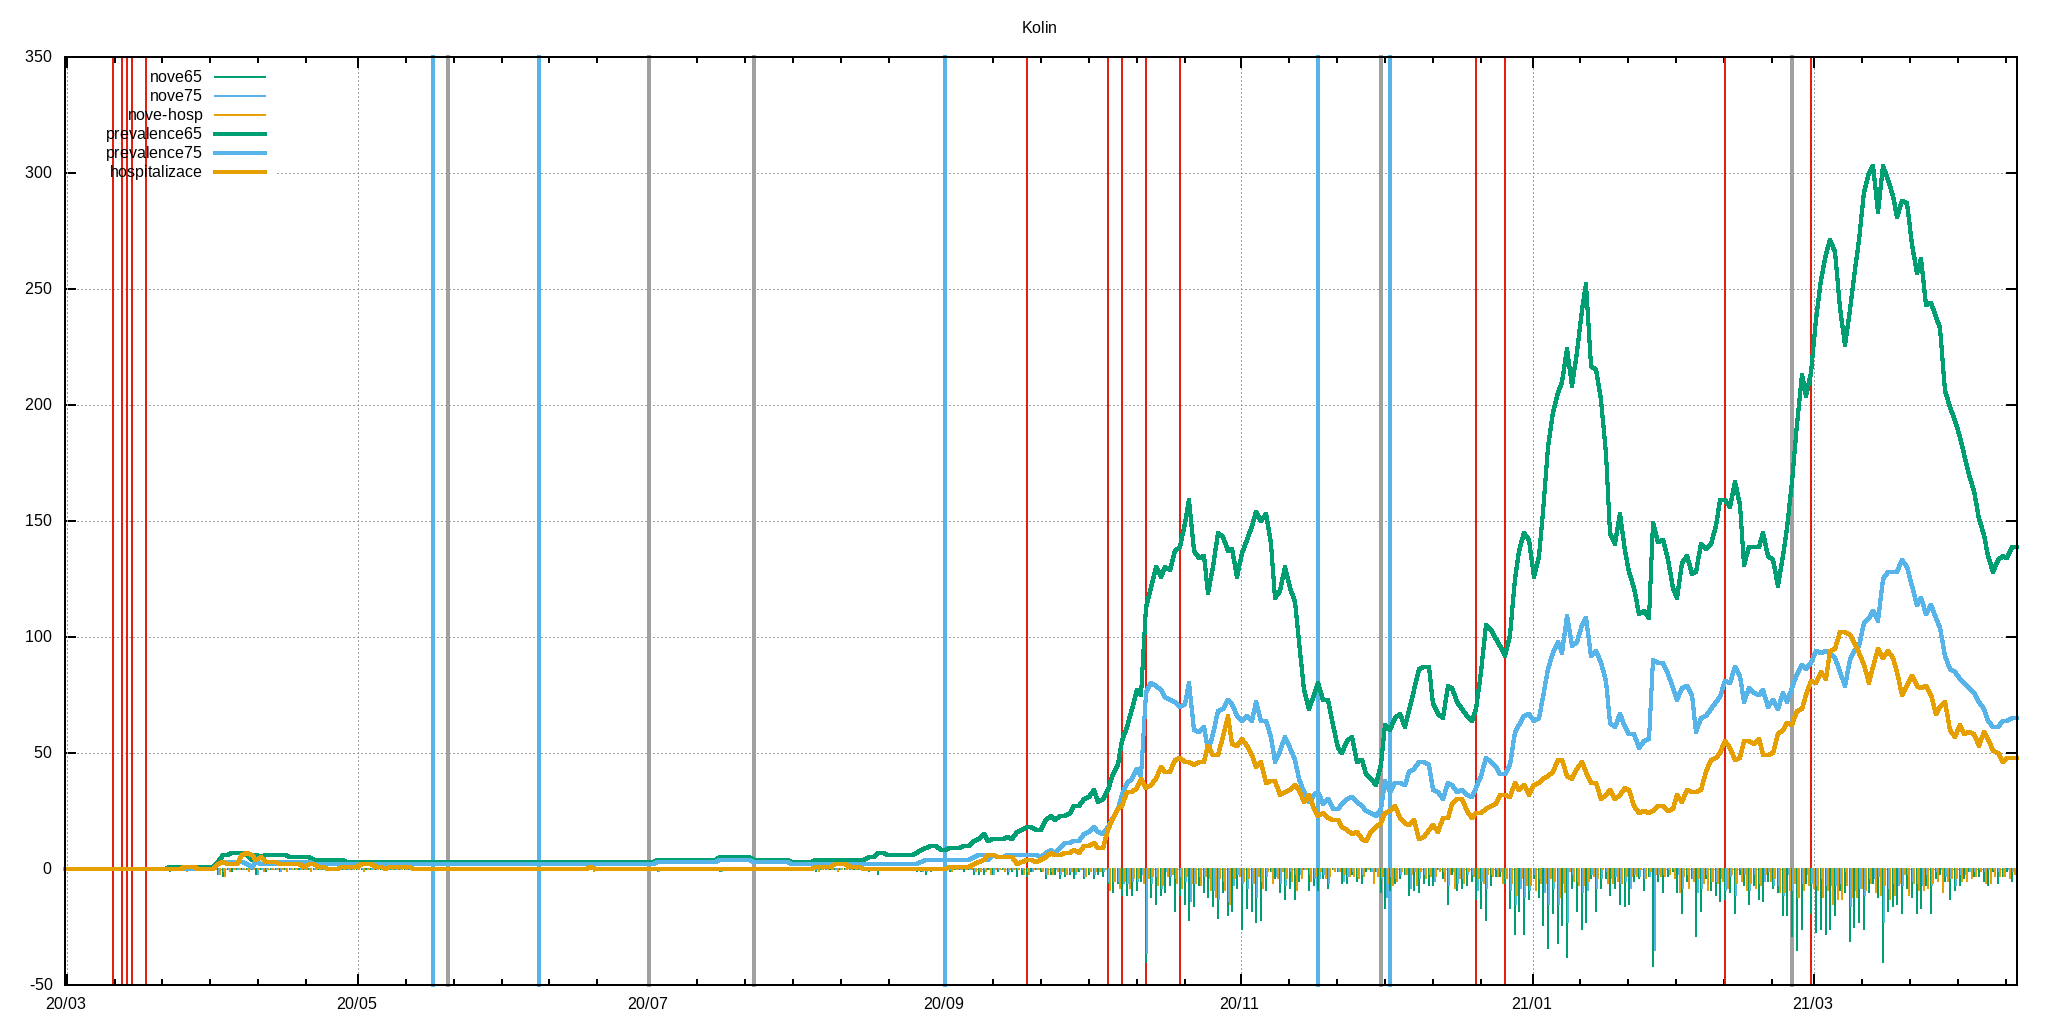 Kolin
350
300
250
200
150
100
50
0
-50
nove65
nove75
nove-hosp
prevalence65
prevalence75
hospitalizace
20/03 20/05 20/07 20/09 20/11 21/01 21/03